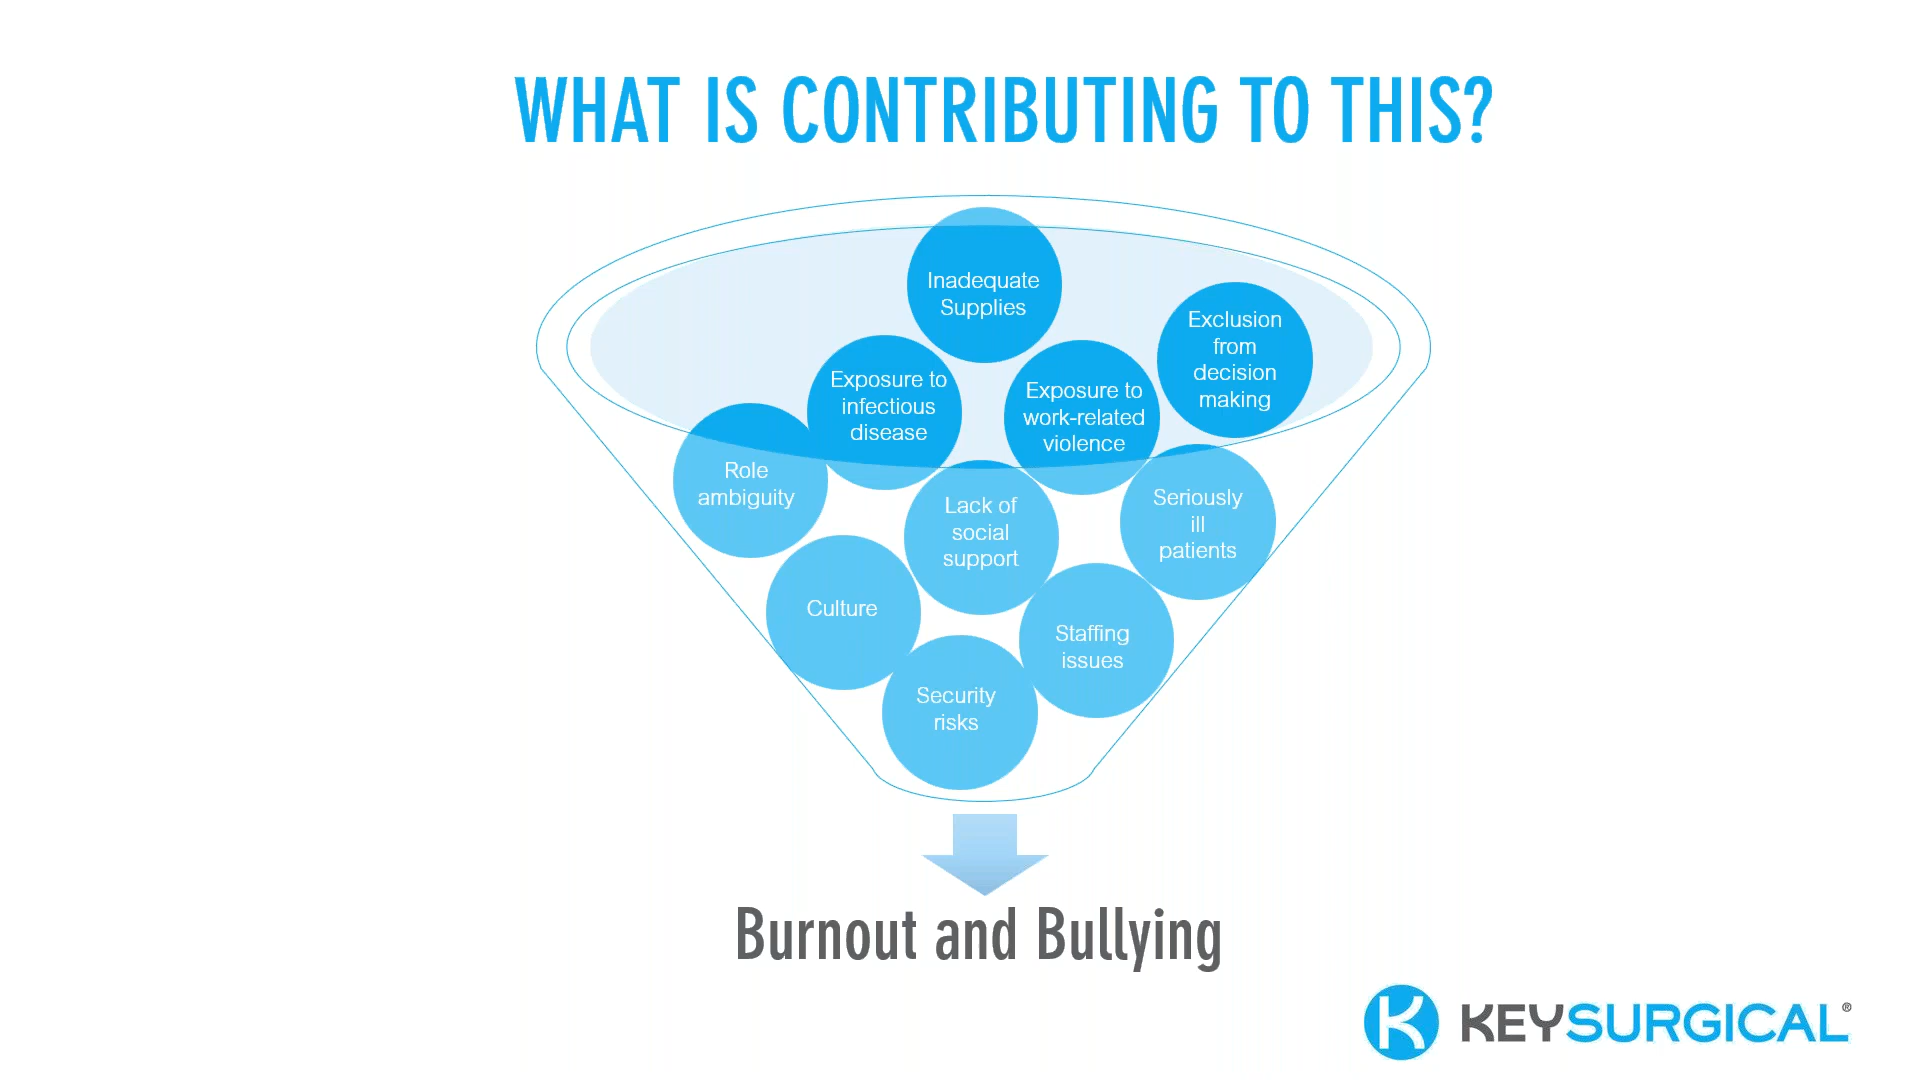 WHAT IS CONTRIBUTING TO THIS?
Inadequate
Supplies
Exclusion
from
decision
making
Exposure to
infectious
disease
Exposure to
work-related
violence
Role
ambiguity
Lack of
social
support
Seriously
ill
patients
Culture
Staffing
issues
Security
risks
Burnout and Bullying
K KEYSURGICAL®